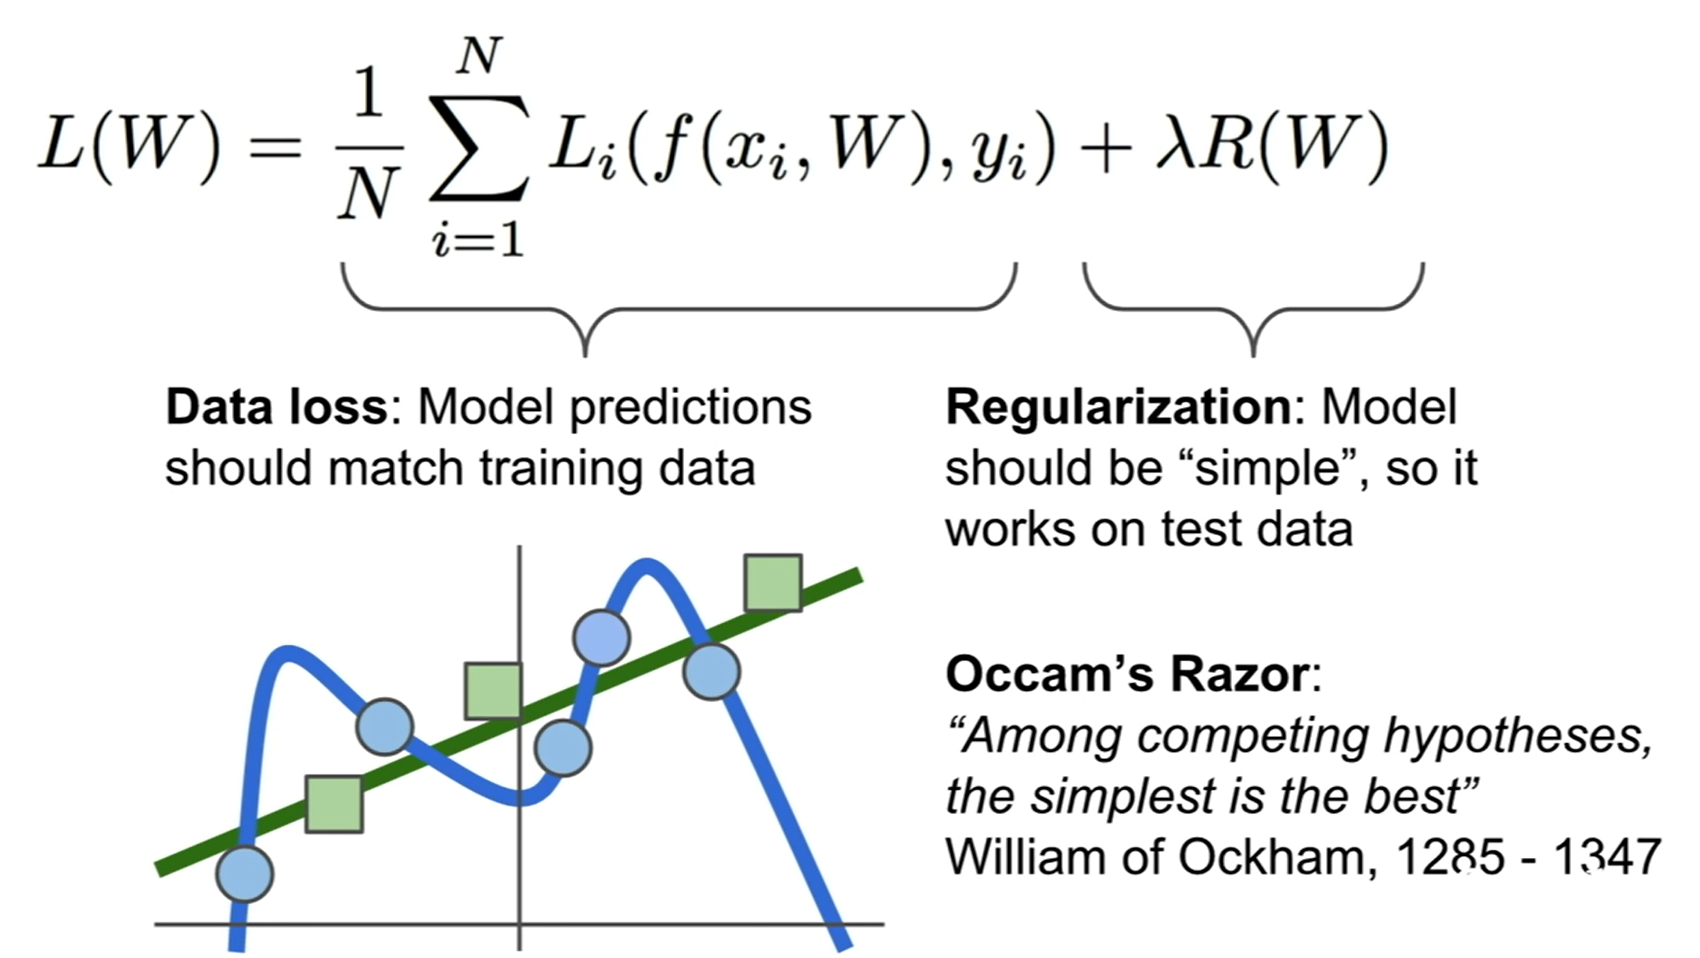 L(W) = \frac{1}{N} \sum_{i=1}^{N} L_i(f(x_i, W), y_i) + λR(W)
Data loss: Model predictions
should match training data
Regularization: Model
should be “simple”, so it
works on test data
Occam’s Razor:
“Among competing hypotheses,
the simplest is the best”
William of Ockham, 1285 - 1347